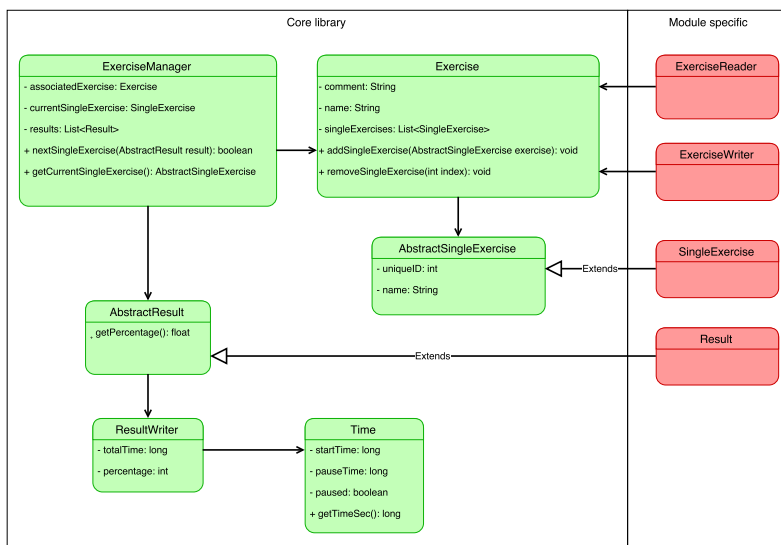 Core library
Module specific
ExerciseManager
- associatedExercise: Exercise
- currentSingleExercise: SingleExercise
- results: List<Result>
+ nextSingleExercise(AbstractResult result): boolean
+ getCurrentSingleExercise(): AbstractSingleExercise
Exercise
- comment: String
- name: String
- singleExercises: List<SingleExercise>
+ addSingleExercise(AbstractSingleExercise exercise): void
+ removeSingleExercise(int index): void
ExerciseReader
ExerciseWriter
AbstractSingleExercise
- uniqueID: int
- name: String
Extends
SingleExercise
AbstractResult
getPercentage(): float
Extends
Result
ResultWriter
- totalTime: long
- percentage: int
Time
- startTime: long
- pauseTime: long
- paused: boolean
+ getTimeSec(): long